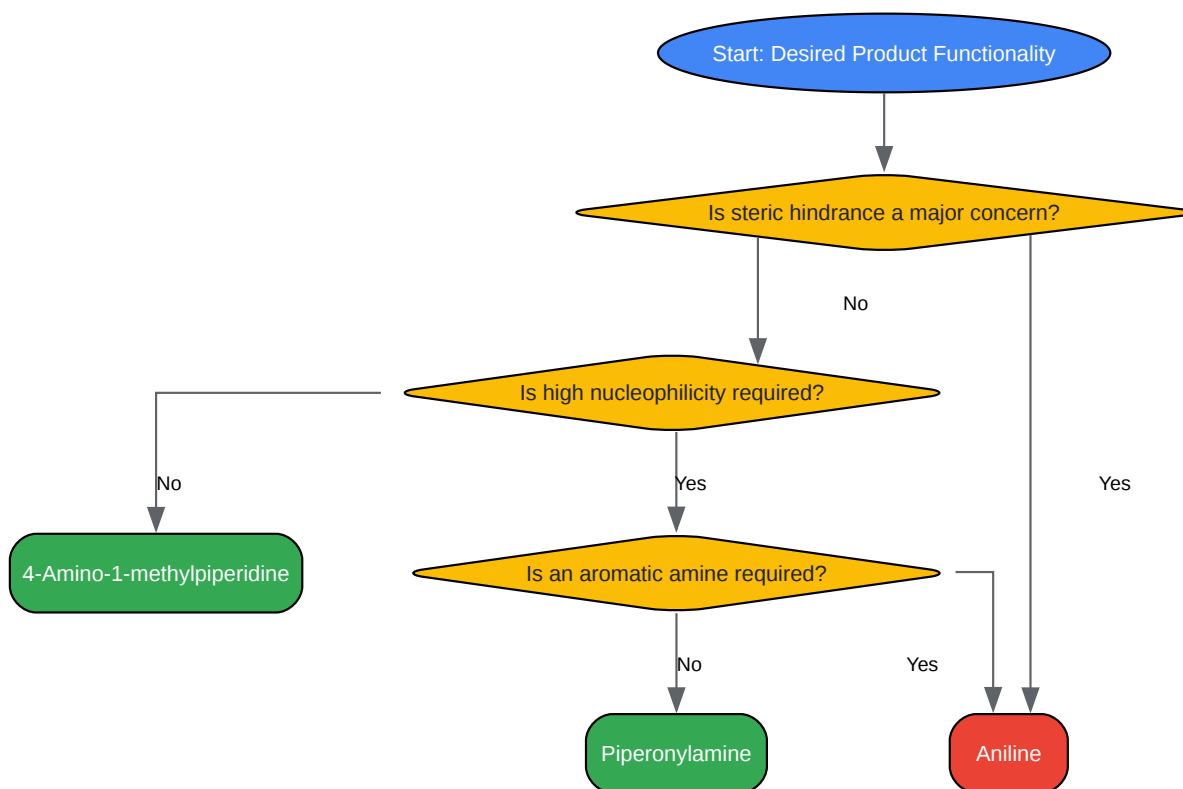 Start: Desired Product Functionality
Is steric hindrance a major concern?
No
Is high nucleophilicity required?
No
Yes
Yes
4-Amino-1-methylpiperidine
Is an aromatic amine required?
No
Yes
Piperonylamine
Aniline